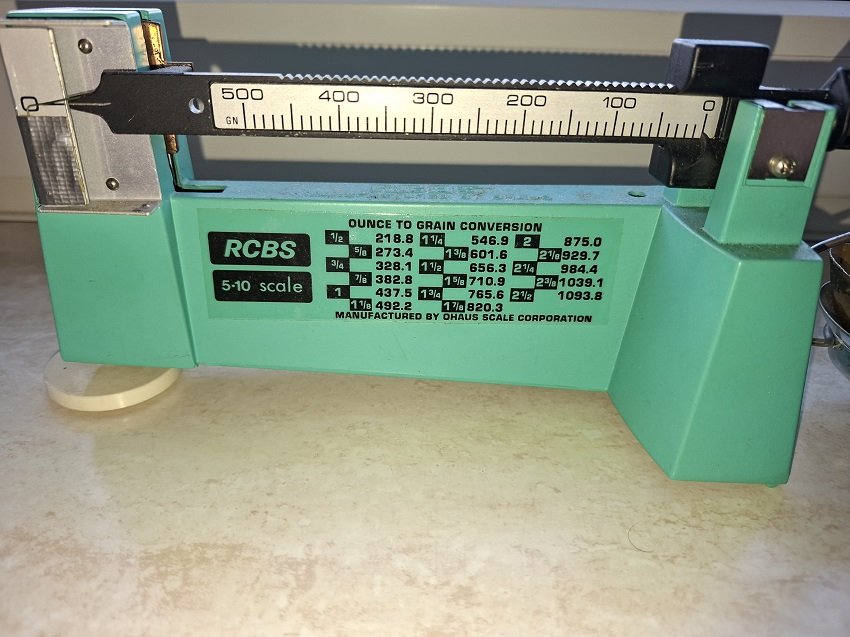 0
500 400 300 200 100 0
GN
OUNCE TO GRAIN CONVERSION
RCBS
5-10 scale
1/2 218.8 1 1/4 546.9 2 875.0
5/8 273.4 1 3/8 601.6 2 1/8 929.7
3/4 328.1 1 1/2 656.3 2 1/4 984.4
7/8 382.8 1 5/8 710.9 2 3/8 1039.1
1 437.5 1 3/4 765.6 2 1/2 1093.8
1 1/8 492.2 1 7/8 820.3
MANUFACTURED BY OHAUS SCALE CORPORATION